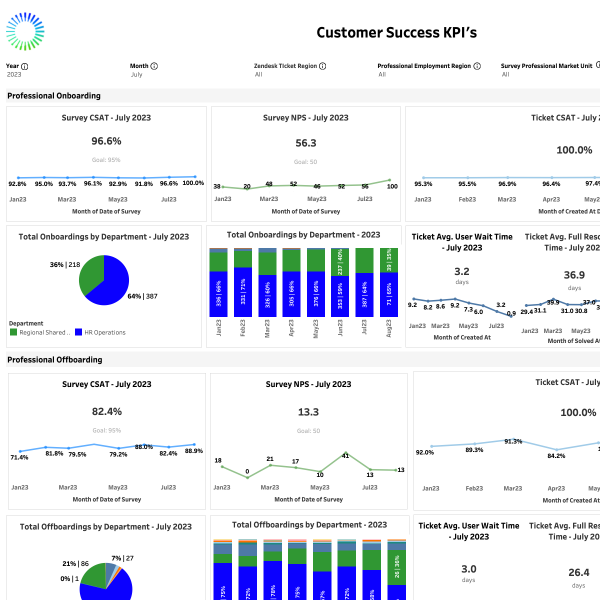 Customer Success KPI's
Year
2023
Month
July
Zendesk Ticket Region
All
Professional Employment Region
All
Survey Professional Market Unit
All
Professional Onboarding
Survey CSAT - July 2023
96.6%
Goal: 95%
92.8% 95.0% 93.7% 96.1% 92.9% 91.8% 96.6% 100.0%
Jan23 Mar23 May23 Jul23
Month of Date of Survey
Survey NPS - July 2023
56.3
Goal: 50
38 20 48 52 46 52 56 100
Jan23 Mar23 May23 Jul23
Month of Date of Survey
Ticket CSAT - July 2
100.0%
95.3% 95.5% 96.9% 96.4% 97.4%
Jan23 Feb23 Mar23 Apr23
Month of Created At D
Total Onboardings by Department - July 2023
36% | 218
64% | 387
Department
Regional Shared ..
HR Operations
Total Onboardings by Department - 2023
336 | 66%
331 | 71%
326 | 60%
305 | 66%
376 | 66%
237 | 40%
353 | 59%
387 | 64%
39 | 35%
71 | 65%
Jan23 Feb23 Mar23 Apr23 May23 Jun23 Jul23 Aug23
Ticket Avg. User Wait Time
- July 2023
3.2
days
9.2 8.2 8.6 9.2 7.3 6.0 3.2 0.9
Jan23 Mar23 May23 Jul23
Month of Created At
Ticket Avg. Full Reso
Time - July 202
36.9
days
29.4 31.1 39.9 31.0 30.8 37.0
Jan23 Mar23 May23
Month of Solved At
Professional Offboarding
Survey CSAT - July 2023
82.4%
Goal: 95%
71.4% 81.8% 79.5% 79.2% 88.0% 82.4% 88.9%
Jan23 Mar23 May23 Jul23
Month of Date of Survey
Survey NPS - July 2023
13.3
Goal: 50
18 0 21 17 10 41 13 13
Jan23 Mar23 May23 Jul23
Month of Date of Survey
Ticket CSAT - July
100.0%
92.0% 89.3% 91.3% 84.2%
Jan23 Feb23 Mar23 Apr23
Month of Created At
Total Offboardings by Department - July 2023
7% | 27
21% | 86
0% | 1
Total Offboardings by Department - 2023
75%
72%
70%
75%
67%
72%
68%
26 | 36%
Ticket Avg. User Wait Time
- July 2023
3.0
days
Ticket Avg. Full Res
Time - July 20
26.4
days